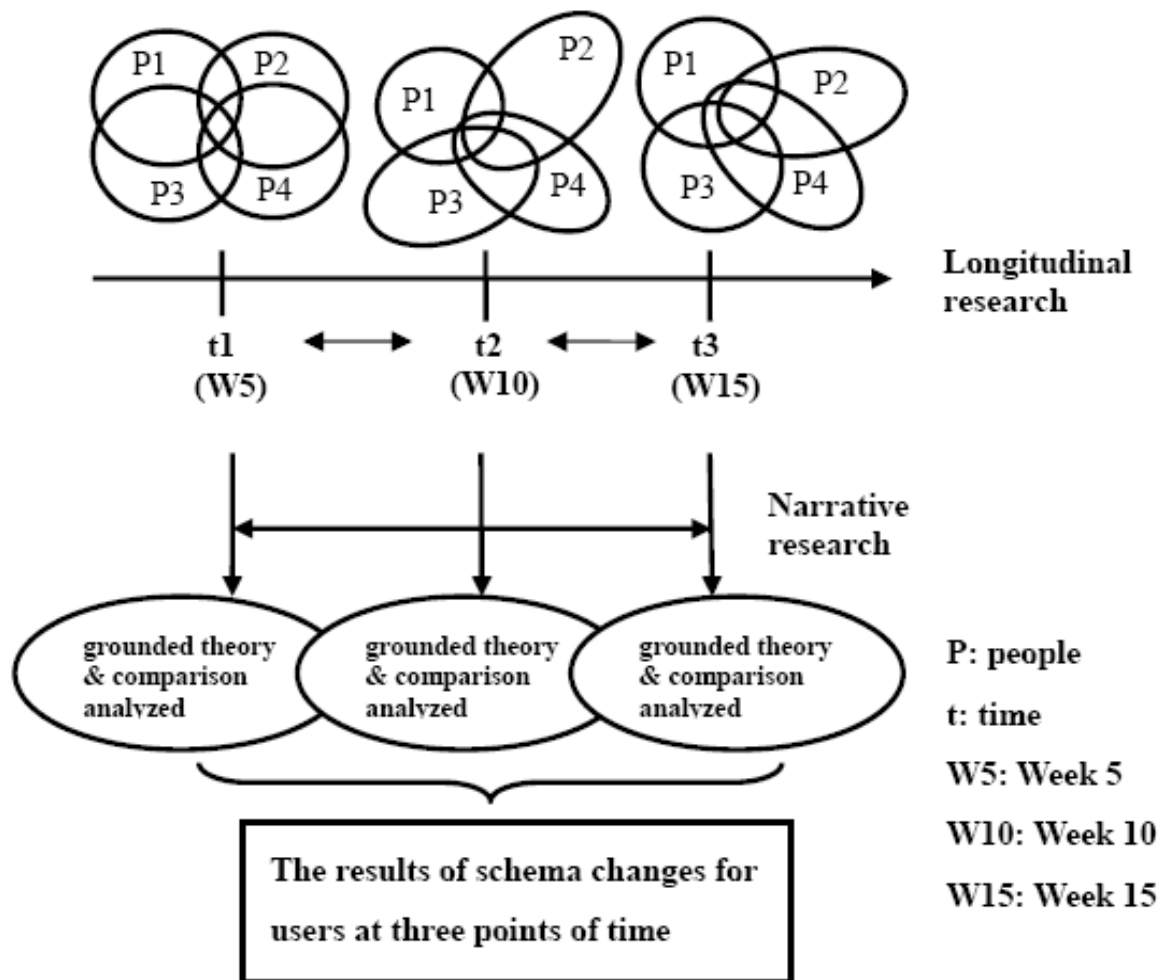 P1
P2
P3
P4
P1
P2
P3
P4
P1
P2
P3
P4
Longitudinal
research
t1
(W5)
t2
(W10)
t3
(W15)
Narrative
research
grounded theory
& comparison
analyzed
grounded theory
& comparison
analyzed
grounded theory
& comparison
analyzed
P: people
t: time
W5: Week 5
W10: Week 10
W15: Week 15
The results of schema changes for
users at three points of time